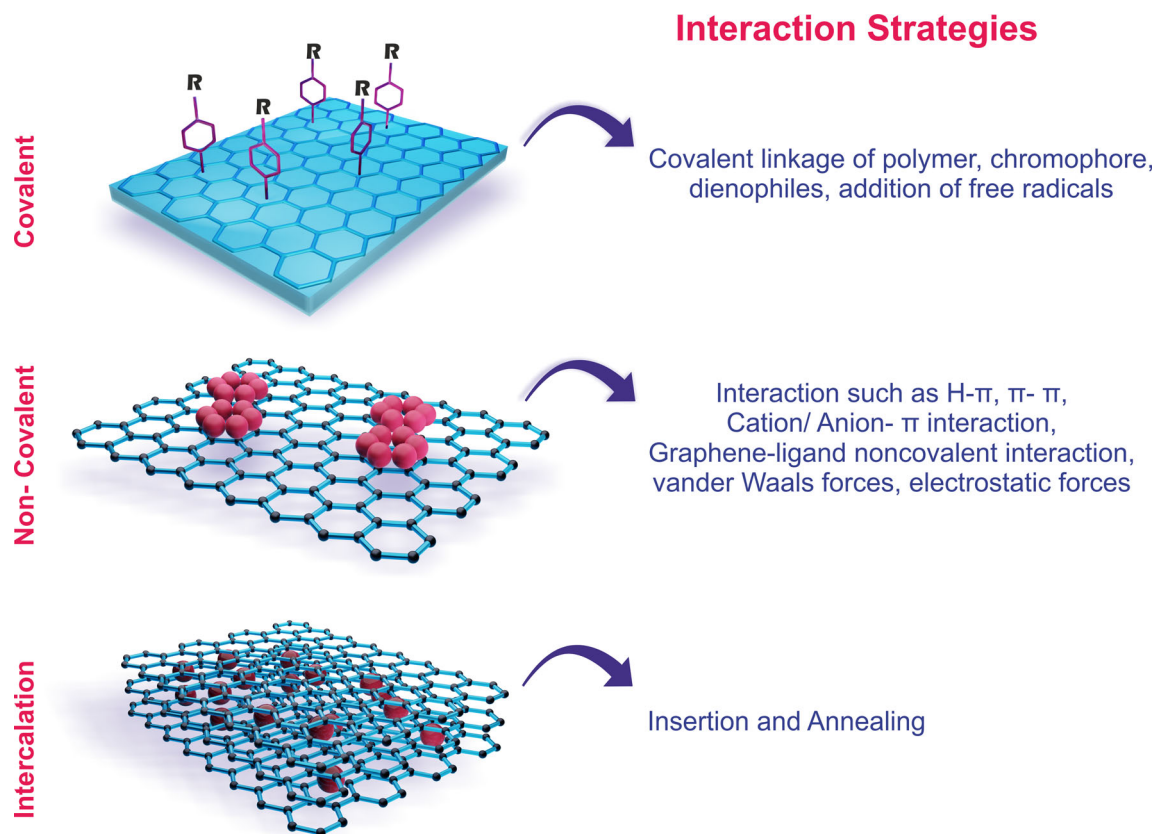 Interaction Strategies
Covalent
R
R
R
R
R
Covalent linkage of polymer, chromophore,
dienophiles, addition of free radicals
Non- Covalent
Interaction such as H-π, π- π,
Cation/ Anion- π interaction,
Graphene-ligand noncovalent interaction,
vander Waals forces, electrostatic forces
Intercalation
Insertion and Annealing